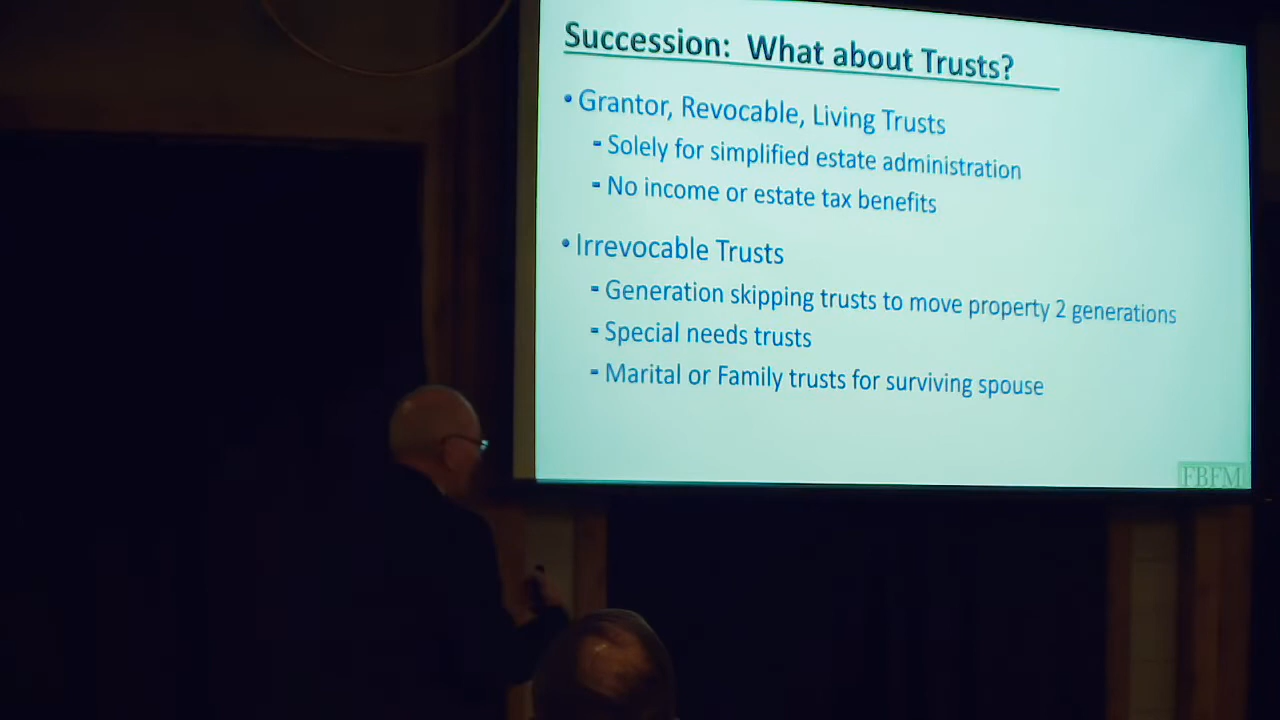 Succession: What about Trusts?
• Grantor, Revocable, Living Trusts
- Solely for simplified estate administration
- No income or estate tax benefits
• Irrevocable Trusts
- Generation skipping trusts to move property 2 generations
- Special needs trusts
- Marital or Family trusts for surviving spouse
FBFM